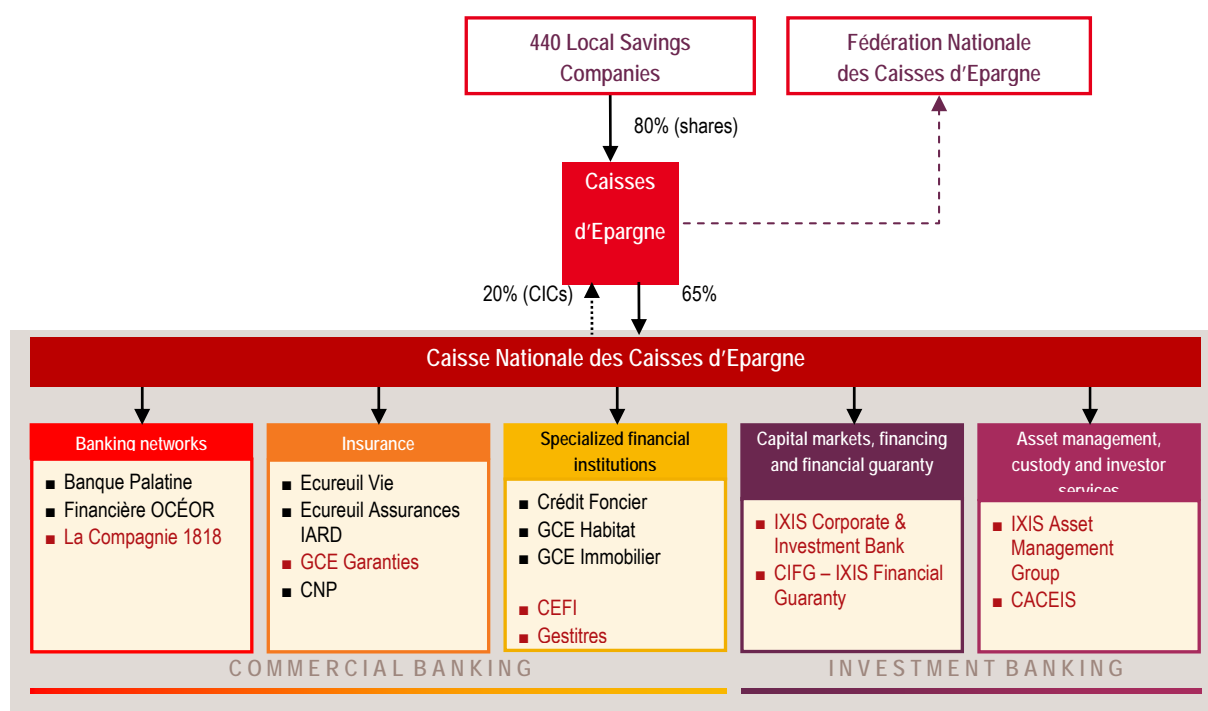 440 Local Savings
Companies
Fédération Nationale
des Caisses d'Epargne
80% (shares)
Caisses
d'Epargne
20% (CICs)
65%
Caisse Nationale des Caisses d'Epargne
Banking networks
■ Banque Palatine
■ Financière OCÉOR
■ La Compagnie 1818
Insurance
■ Ecureuil Vie
■ Ecureuil Assurances
IARD
■ GCE Garanties
■ CNP
Specialized financial
institutions
■ Crédit Foncier
■ GCE Habitat
■ GCE Immobilier
■ CEFI
■ Gestitres
Capital markets, financing
and financial guaranty
■ IXIS Corporate &
Investment Bank
■ CIFG – IXIS Financial
Guaranty
Asset management,
custody and investor
services
■ IXIS Asset
Management
Group
■ CACEIS
COMMERCIAL BANKING
INVESTMENT BANKING